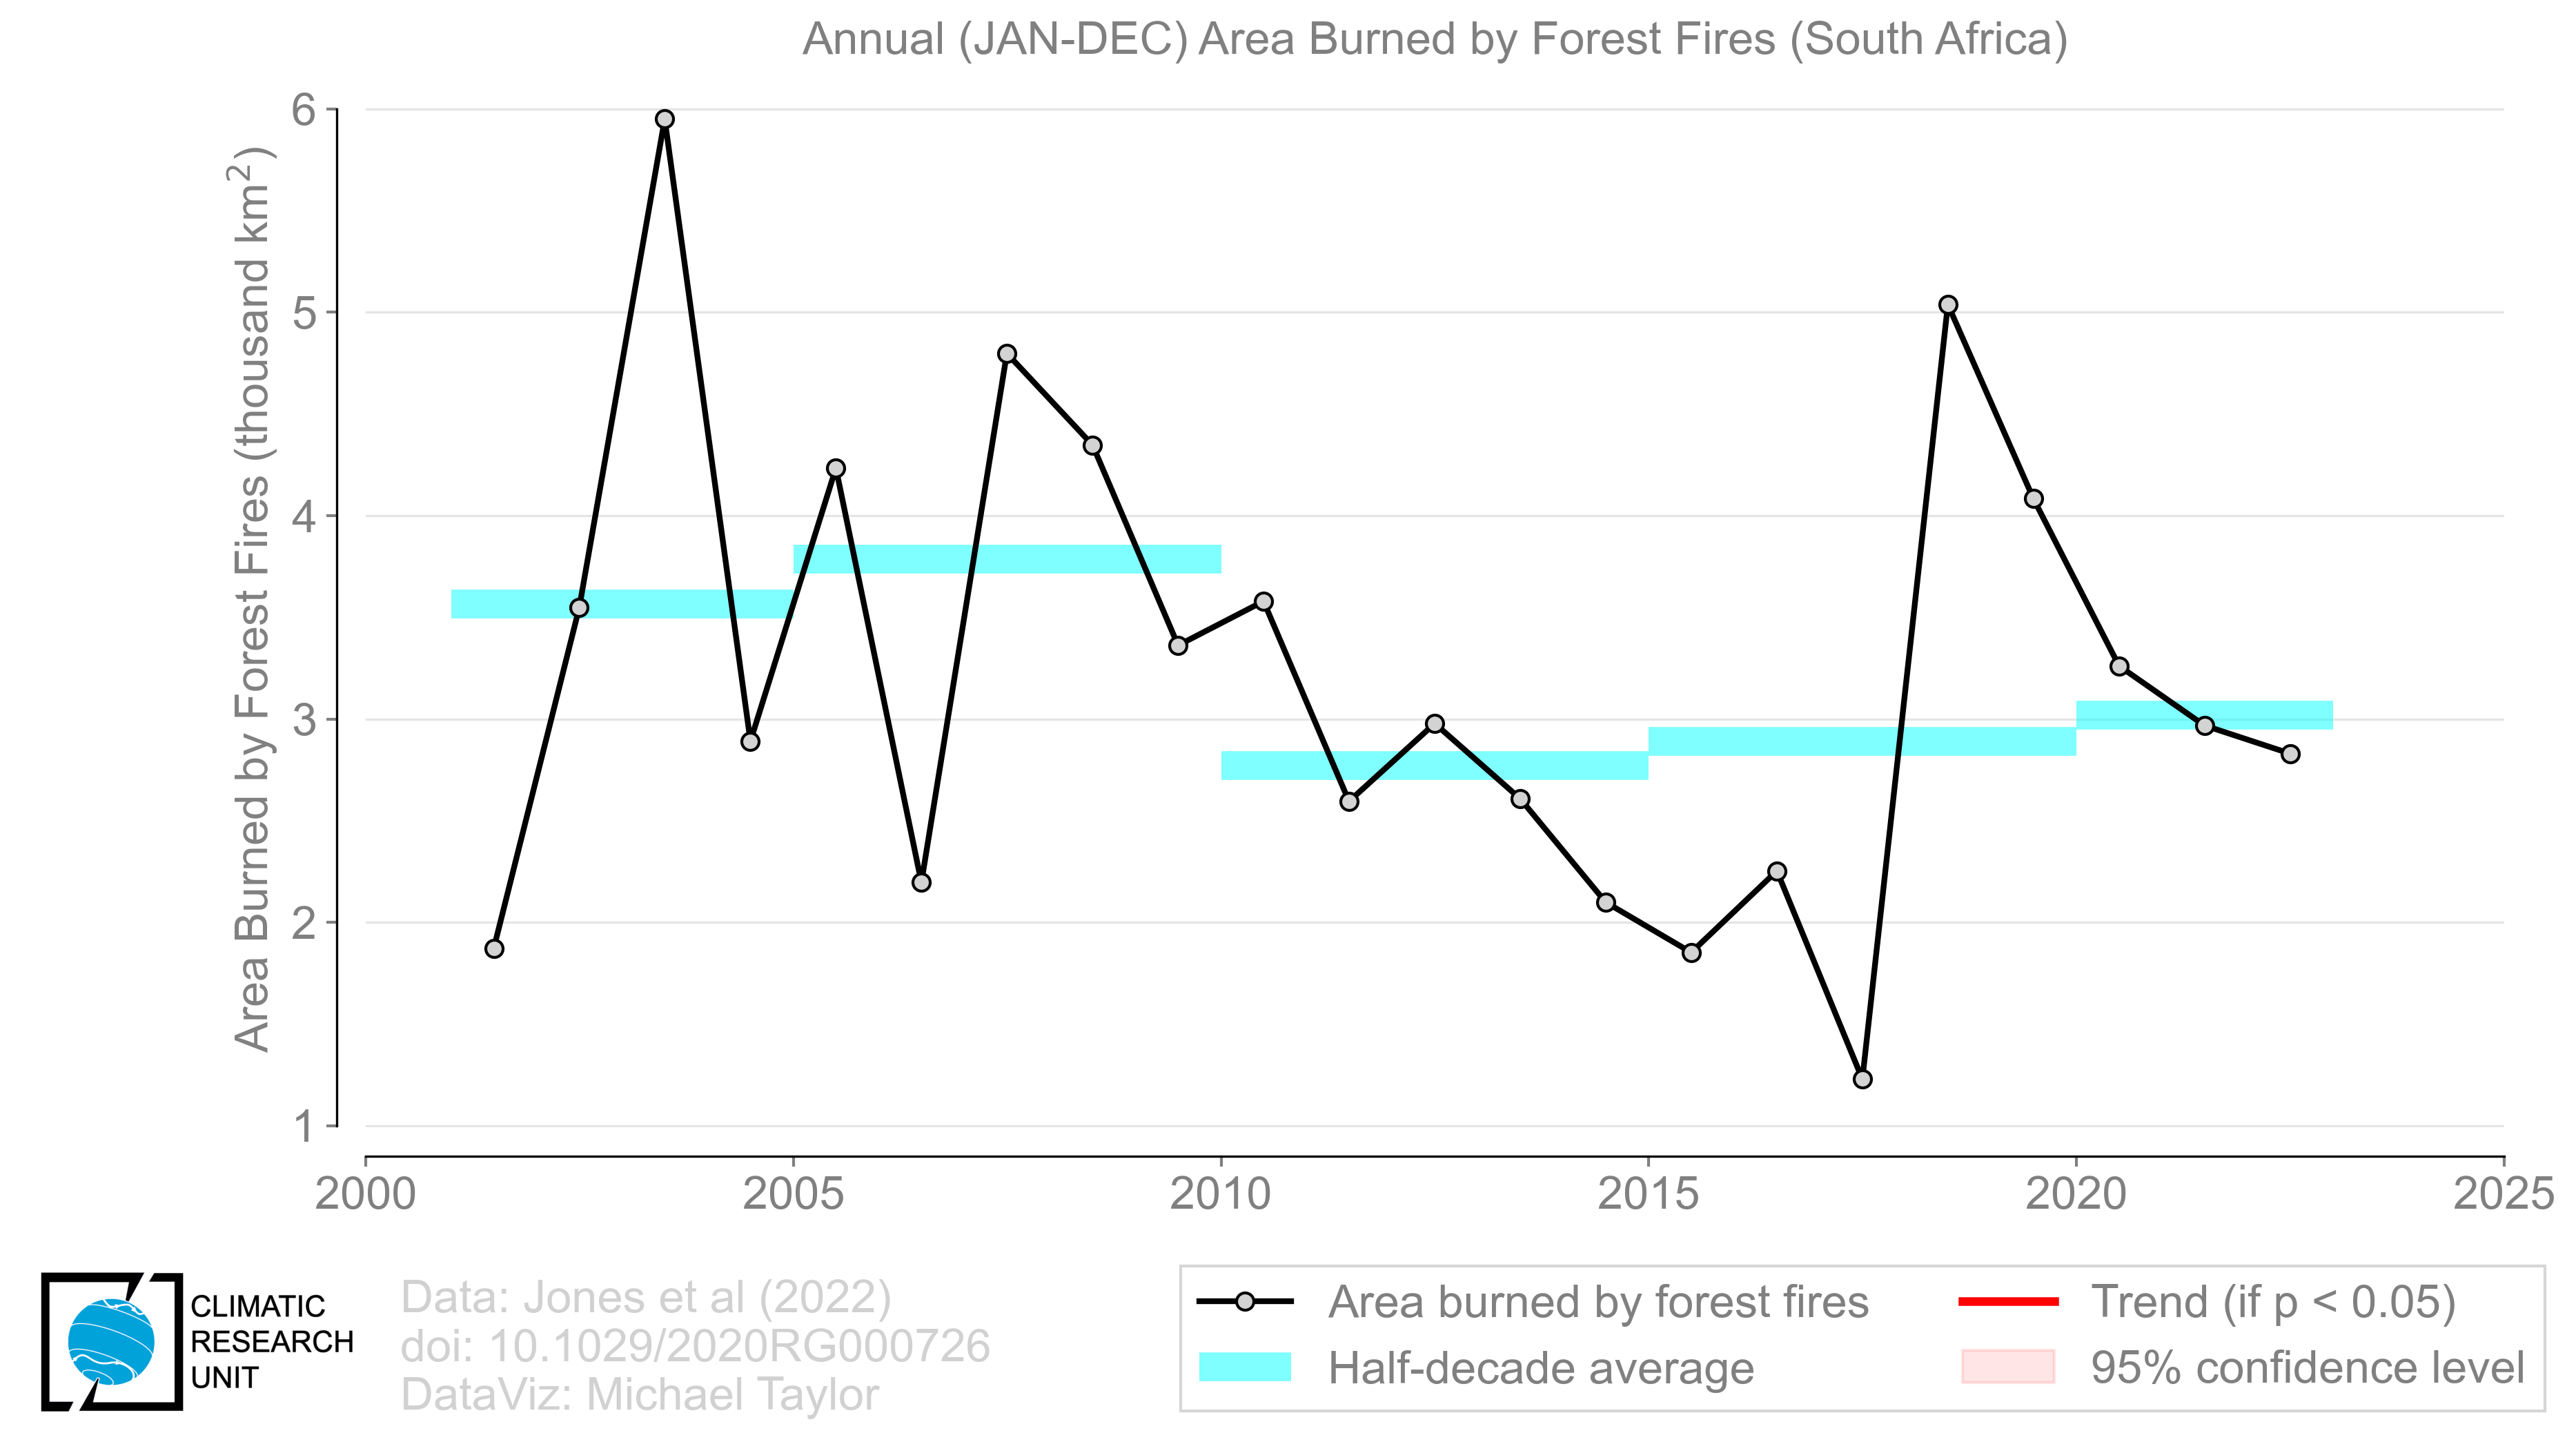 Annual (JAN-DEC) Area Burned by Forest Fires (South Africa)
Area Burned by Forest Fires (thousand km²)
6
5
4
3
2
1
2000 2005 2010 2015 2020 2025
CLIMATIC
RESEARCH
UNIT
Data: Jones et al (2022)
doi: 10.1029/2020RG000726
DataViz: Michael Taylor
Area burned by forest fires
Half-decade average
Trend (if p < 0.05)
95% confidence level